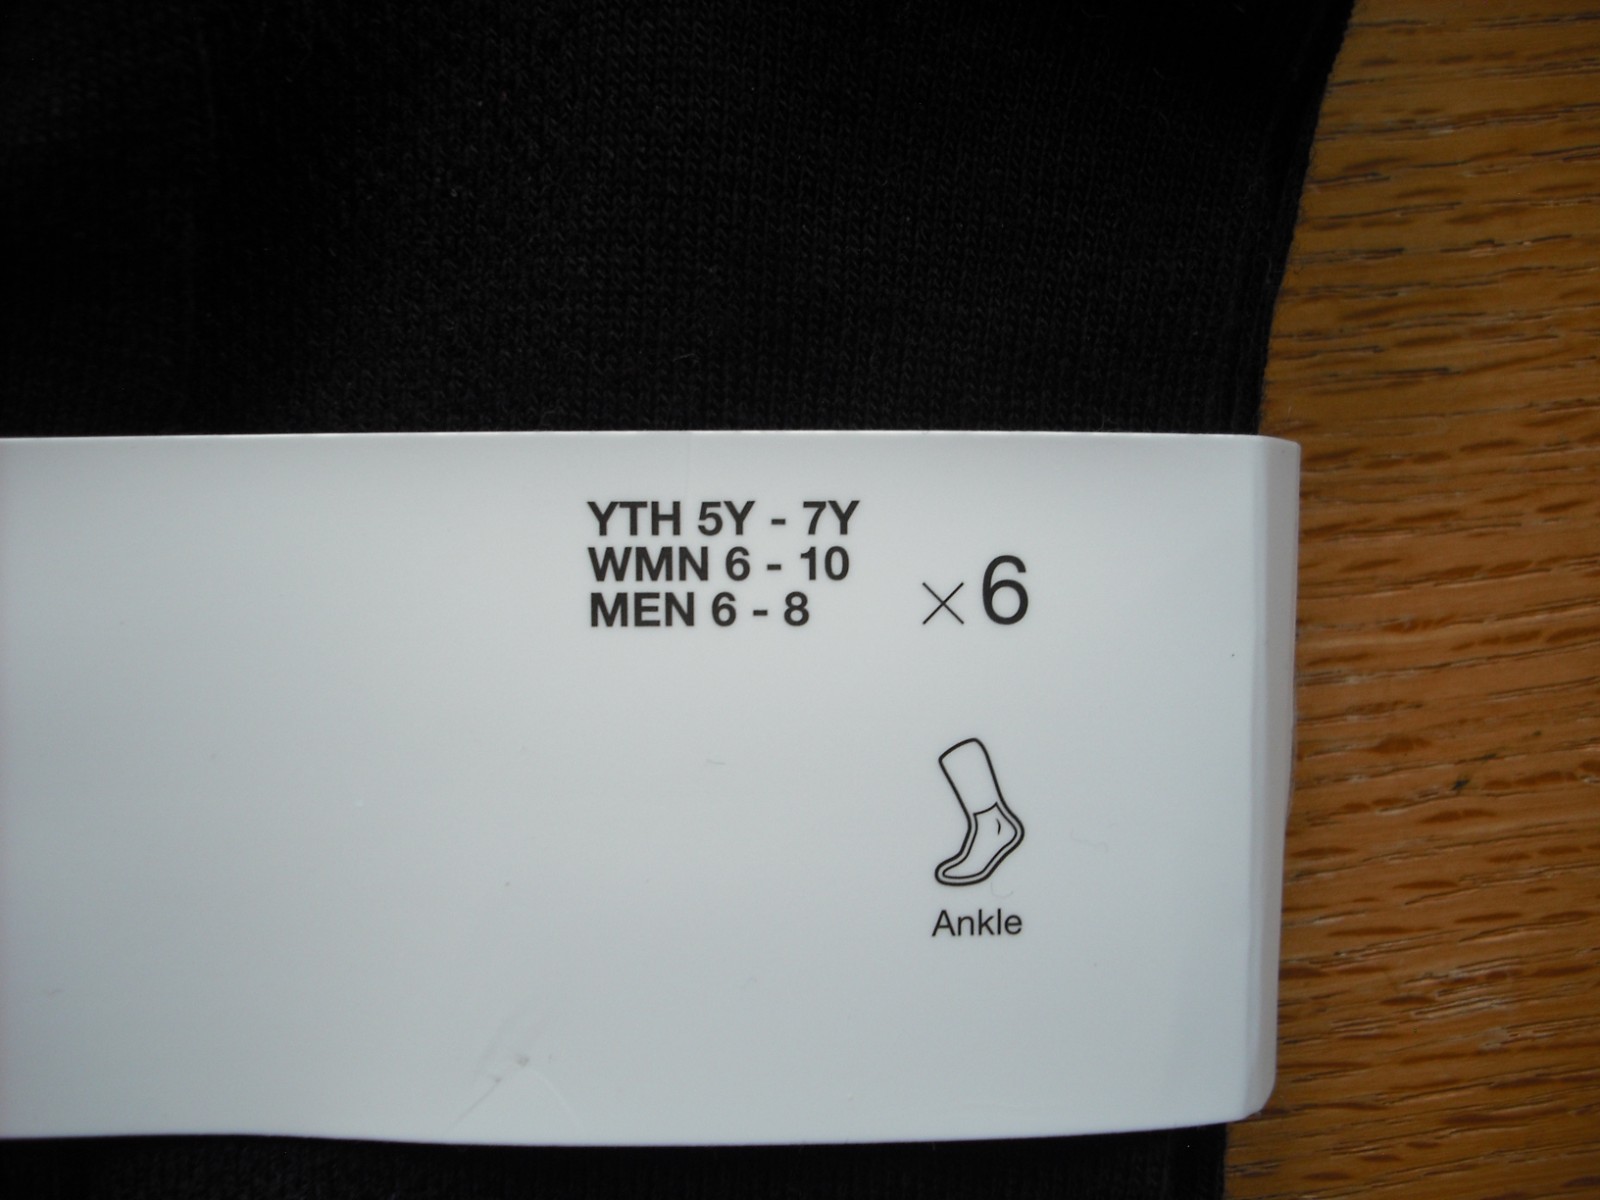 YTH 5Y - 7Y
WMN 6 - 10
MEN 6 - 8
×6
Ankle